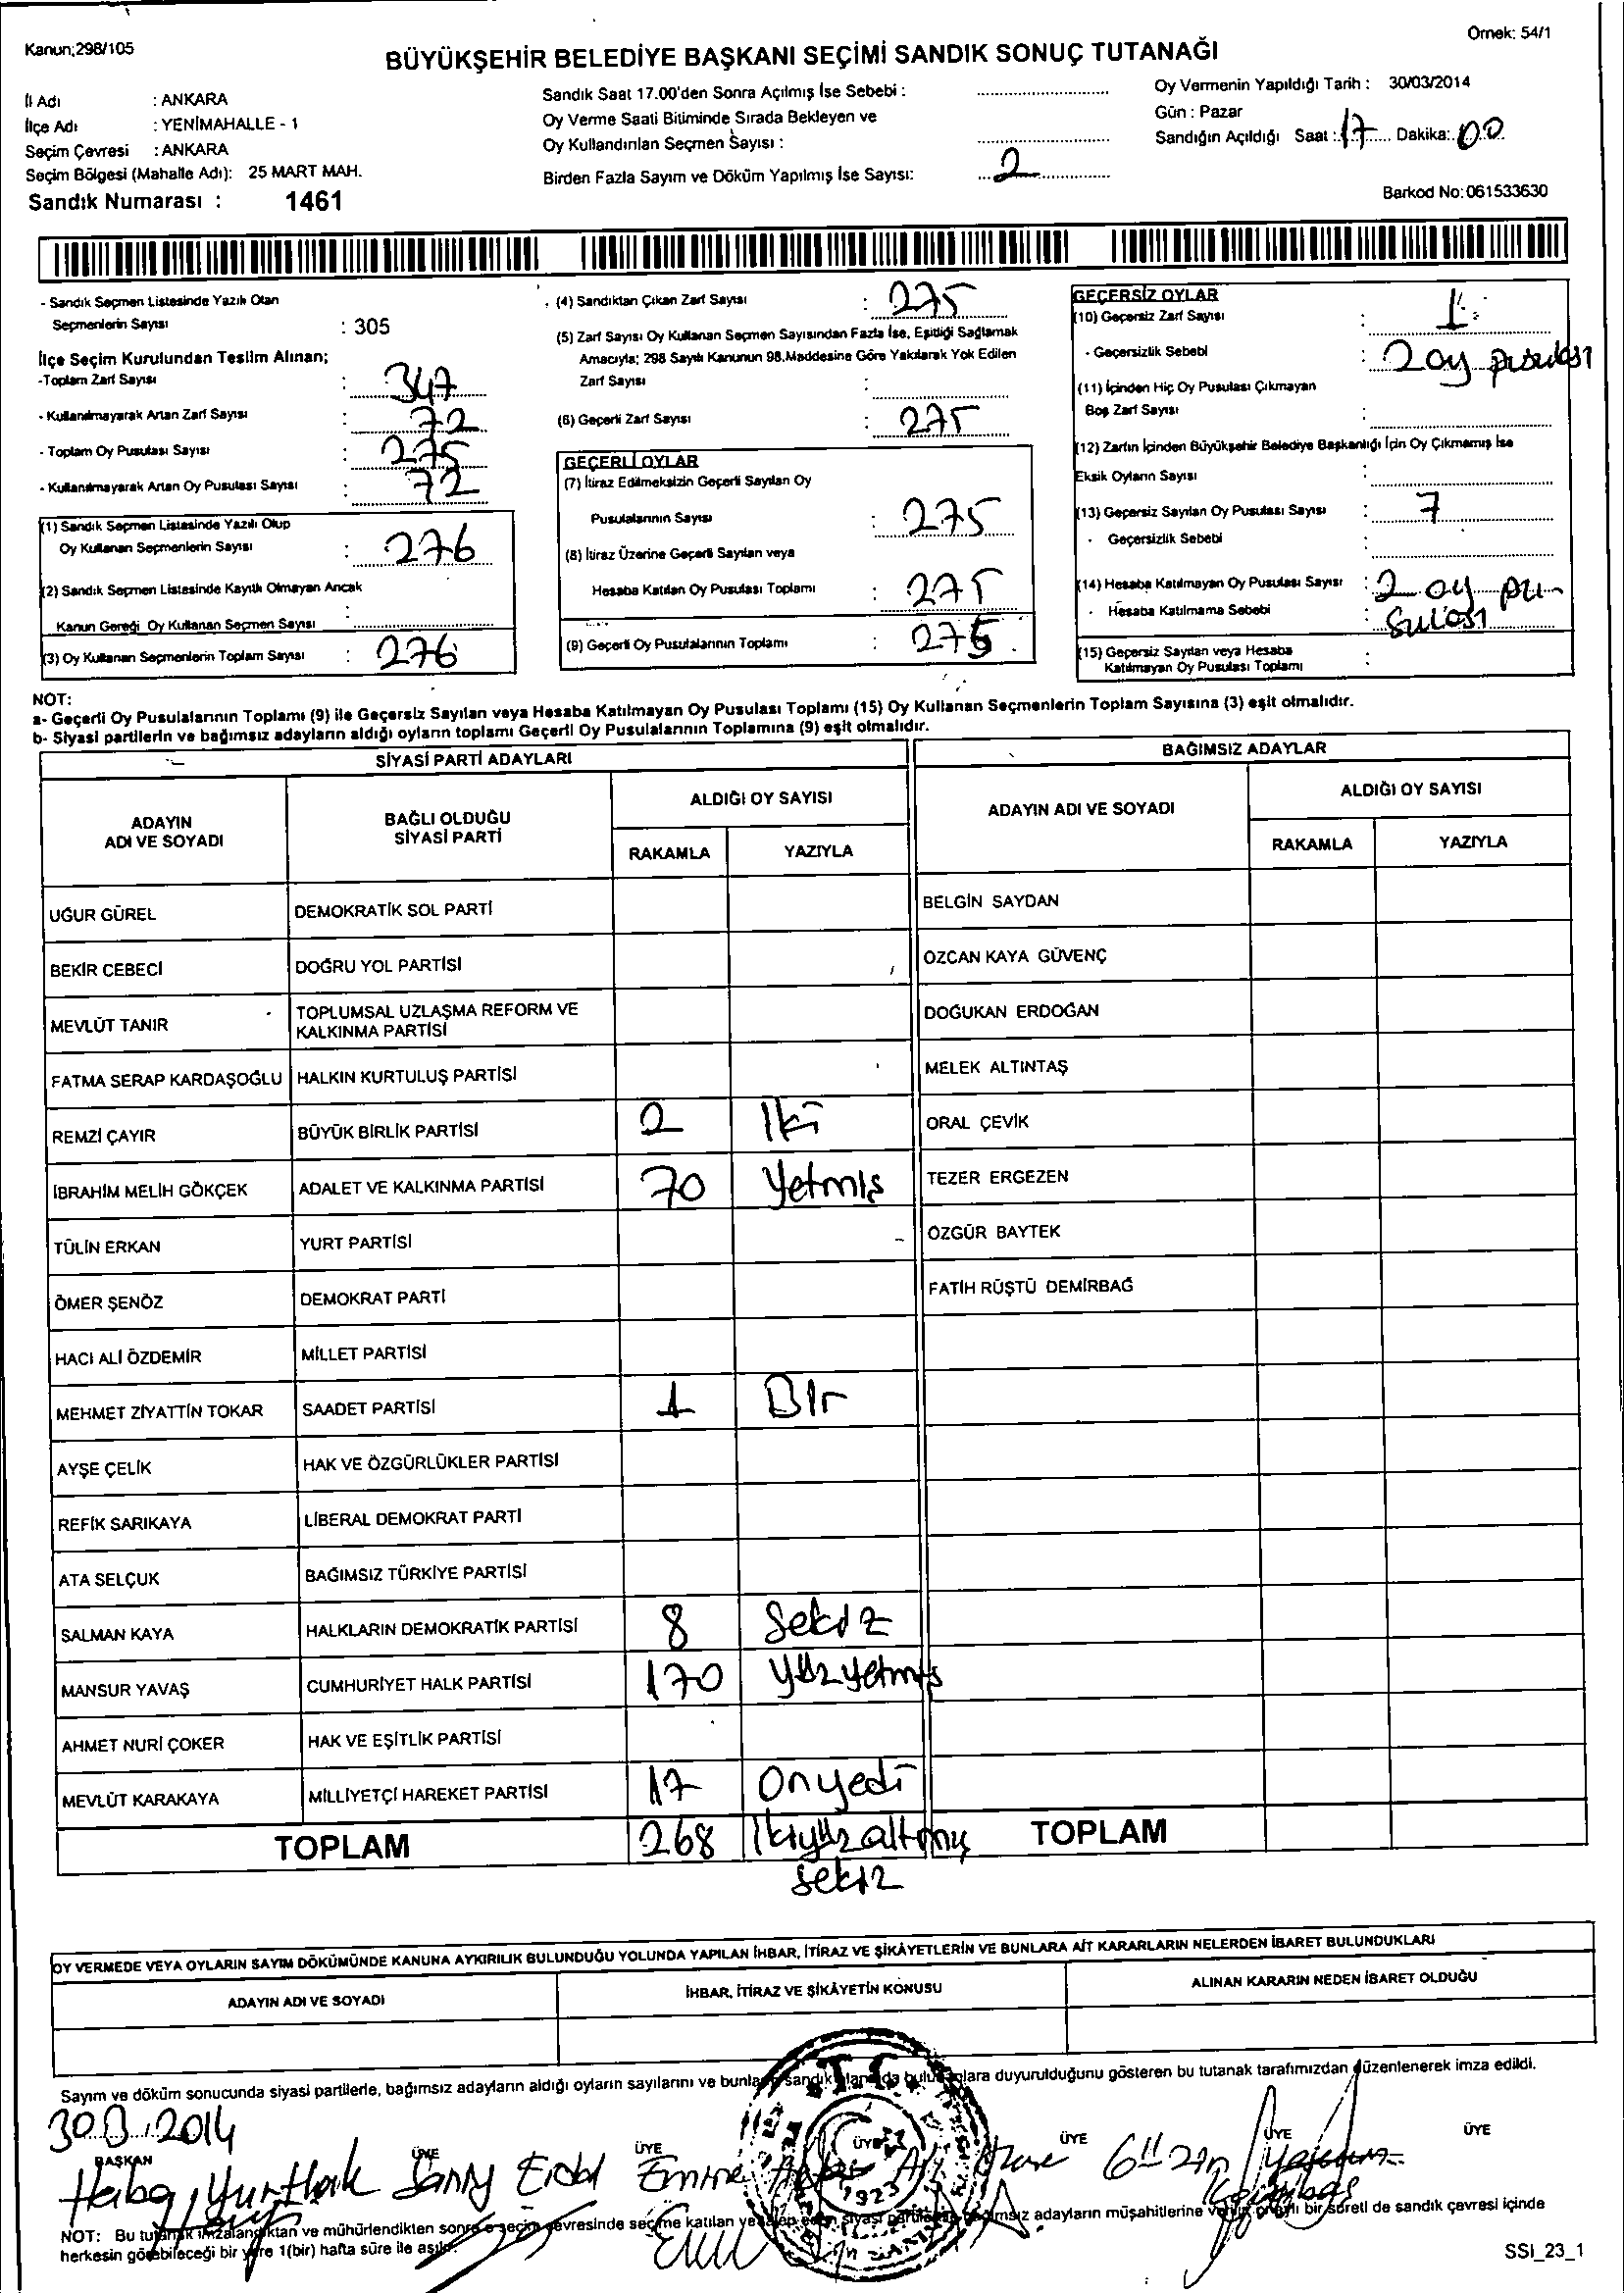 Kanun;298/105
Örnek: 54/1
BÜYÜKŞEHİR BELEDİYE BAŞKANI SEÇİMİ SANDIK SONUÇ TUTANAĞI
İl Adı : ANKARA
İlçe Adı : YENİMAHALLE - 1
Seçim Çevresi : ANKARA
Seçim Bölgesi (Mahalle Adı): 25 MART MAH.
Sandık Numarası : 1461
Sandık Saat 17.00'den Sonra Açılmış İse Sebebi :
Oy Verme Saati Bitiminde Sırada Bekleyen ve
Oy Kullandırılan Seçmen Sayısı :
Birden Fazla Sayım ve Döküm Yapılmış İse Sayısı: 2
Oy Vermenin Yapıldığı Tarih : 30/03/2014
Gün : Pazar
Sandığın Açıldığı Saat : 17 Dakika: 00
Barkod No: 061533630
- Sandık Seçmen Listesinde Yazılı Olan
Seçmenlerin Sayısı : 305
İlçe Seçim Kurulundan Teslim Alınan;
-Toplam Zarf Sayısı : 347
- Kullanılmayarak Artan Zarf Sayısı : 72
- Toplam Oy Pusulası Sayısı : 275
- Kullanılmayarak Artan Oy Pusulası Sayısı : 72
(1) Sandık Seçmen Listesinde Yazılı Olup
Oy Kullanan Seçmenlerin Sayısı : 276
(2) Sandık Seçmen Listesinde Kayıtlı Olmayan Ancak
Kanun Gereği Oy Kullanan Seçmen Sayısı :
(3) Oy Kullanan Seçmenlerin Toplam Sayısı : 276
(4) Sandıktan Çıkan Zarf Sayısı : 275
(5) Zarf Sayısı Oy Kullanan Seçmen Sayısından Fazla İse, Eşitliği Sağlamak
Amacıyla; 298 Sayılı Kanunun 98.Maddesine Göre Yakılarak Yok Edilen
Zarf Sayısı :
(6) Geçerli Zarf Sayısı : 275
GEÇERLİ OYLAR
(7) İtiraz Edilmeksizin Geçerli Sayılan Oy
Pusulalarının Sayısı : 275
(8) İtiraz Üzerine Geçerli Sayılan veya
Hesaba Katılan Oy Pusulası Toplamı : 275
(9) Geçerli Oy Pusulalarının Toplamı : 275
GEÇERSİZ OYLAR
(10) Geçersiz Zarf Sayısı : 1
- Geçersizlik Sebebi : 2 oy pusulası
(11) İçinden Hiç Oy Pusulası Çıkmayan
Boş Zarf Sayısı :
(12) Zarfın İçinden Büyükşehir Belediye Başkanlığı İçin Oy Çıkmamış İse
Eksik Oyların Sayısı :
(13) Geçersiz Sayılan Oy Pusulası Sayısı : 7
- Geçersizlik Sebebi :
(14) Hesaba Katılmayan Oy Pusulası Sayısı : 2 oy pu-
- Hesaba Katılmama Sebebi : sulası
(15) Geçersiz Sayılan veya Hesaba
Katılmayan Oy Pusulası Toplamı :
NOT:
a- Geçerli Oy Pusulalarının Toplamı (9) ile Geçersiz Sayılan veya Hesaba Katılmayan Oy Pusulası Toplamı (15) Oy Kullanan Seçmenlerin Toplam Sayısına (3) eşit olmalıdır.
b- Siyasi partilerin ve bağımsız adayların aldığı oyların toplamı Geçerli Oy Pusulalarının Toplamına (9) eşit olmalıdır.
SİYASİ PARTİ ADAYLARI
BAĞIMSIZ ADAYLAR
ADAYIN ADI VE SOYADI
BAĞLI OLDUĞU SİYASİ PARTİ
ALDIĞI OY SAYISI
RAKAMLA YAZIYLA
ADAYIN ADI VE SOYADI
ALDIĞI OY SAYISI
RAKAMLA YAZIYLA
UĞUR GÜREL DEMOKRATİK SOL PARTİ BELGİN SAYDAN
BEKİR CEBECİ DOĞRU YOL PARTİSİ ÖZCAN KAYA GÜVENÇ
MEVLÜT TANIR TOPLUMSAL UZLAŞMA REFORM VE KALKINMA PARTİSİ DOĞUKAN ERDOĞAN
FATMA SERAP KARDAŞOĞLU HALKIN KURTULUŞ PARTİSİ MELEK ALTINTAŞ
REMZİ ÇAYIR BÜYÜK BİRLİK PARTİSİ 2 İki ORAL ÇEVİK
İBRAHİM MELİH GÖKÇEK ADALET VE KALKINMA PARTİSİ 70 Yetmiş TEZER ERGEZEN
TÜLİN ERKAN YURT PARTİSİ ÖZGÜR BAYTEK
ÖMER ŞENÖZ DEMOKRAT PARTİ FATİH RÜŞTÜ DEMİRBAĞ
HACI ALİ ÖZDEMİR MİLLET PARTİSİ
MEHMET ZİYATTİN TOKAR SAADET PARTİSİ 1 Bir
AYŞE ÇELİK HAK VE ÖZGÜRLÜKLER PARTİSİ
REFİK SARIKAYA LİBERAL DEMOKRAT PARTİ
ATA SELÇUK BAĞIMSIZ TÜRKİYE PARTİSİ
SALMAN KAYA HALKLARIN DEMOKRATİK PARTİSİ 8 Sekiz
MANSUR YAVAŞ CUMHURİYET HALK PARTİSİ 170 yüzyetmiş
AHMET NURİ ÇOKER HAK VE EŞİTLİK PARTİSİ
MEVLÜT KARAKAYA MİLLİYETÇİ HAREKET PARTİSİ 17 Onyedi
TOPLAM 268 İkiyüzaltmış sekiz TOPLAM
OY VERMEDE VEYA OYLARIN SAYIM DÖKÜMÜNDE KANUNA AYKIRILIK BULUNDUĞU YOLUNDA YAPILAN İHBAR, İTİRAZ VE ŞİKÂYETLERİN VE BUNLARA AİT KARARLARIN NELERDEN İBARET BULUNDUKLARI
ADAYIN ADI VE SOYADI İHBAR, İTİRAZ VE ŞİKÂYETİN KONUSU ALINAN KARARIN NEDEN İBARET OLDUĞU
Sayım ve döküm sonucunda siyasi partilerle, bağımsız adayların aldığı oyların sayılarını ve bunların sandık alanında bulunanlara duyurulduğunu gösteren bu tutanak tarafımızdan düzenlenerek imza edildi.
T.C.
1923
BAŞKAN ÜYE ÜYE ÜYE ÜYE ÜYE ÜYE
NOT: Bu tutanak imzalandıktan ve mühürlendikten sonra o seçim çevresinde seçime katılan ve talep eden siyasi partilerin, bağımsız adayların müşahitlerine verilir, onaylı bir sureti de sandık çevresi içinde
herkesin görebileceği bir yere 1(bir) hafta süre ile asılır.
SSI_23_1